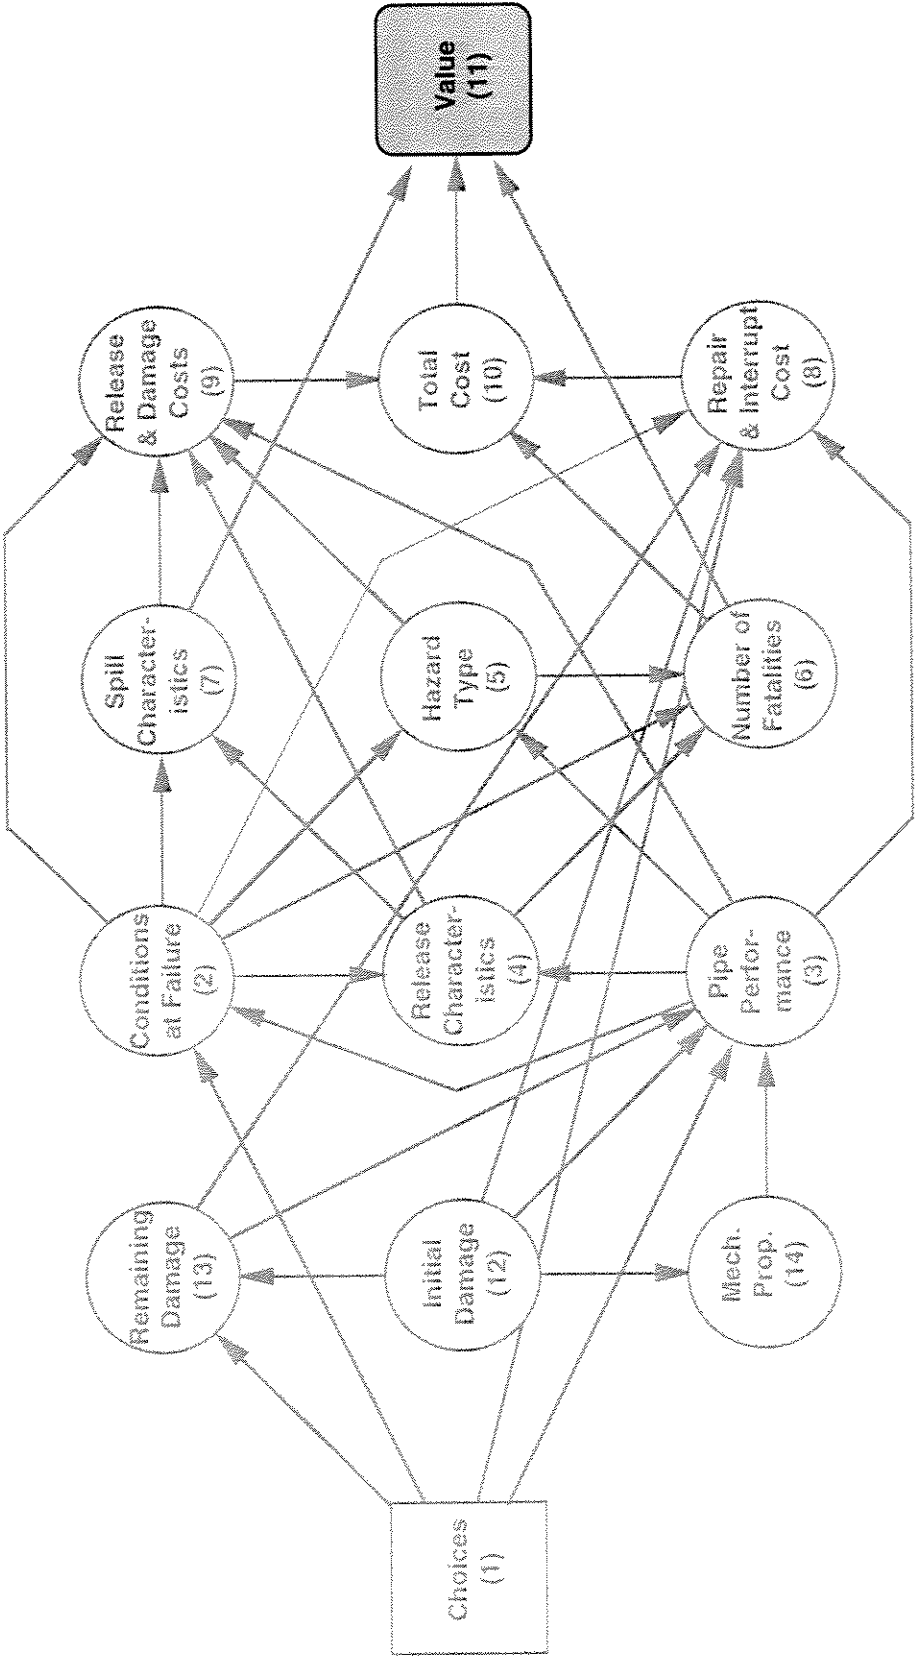 Choices
(1)
Remaining
Damage
(13)
Initial
Damage
(12)
Mech.
Prop.
(14)
Conditions
at Failure
(2)
Release
Character-
istics
(4)
Pipe
Perfor-
mance
(3)
Spill
Character-
istics
(7)
Hazard
Type
(5)
Number of
Fatalities
(6)
Release
& Damage
Costs
(9)
Total
Cost
(10)
Repair
& Interrupt
Cost
(8)
Value
(11)